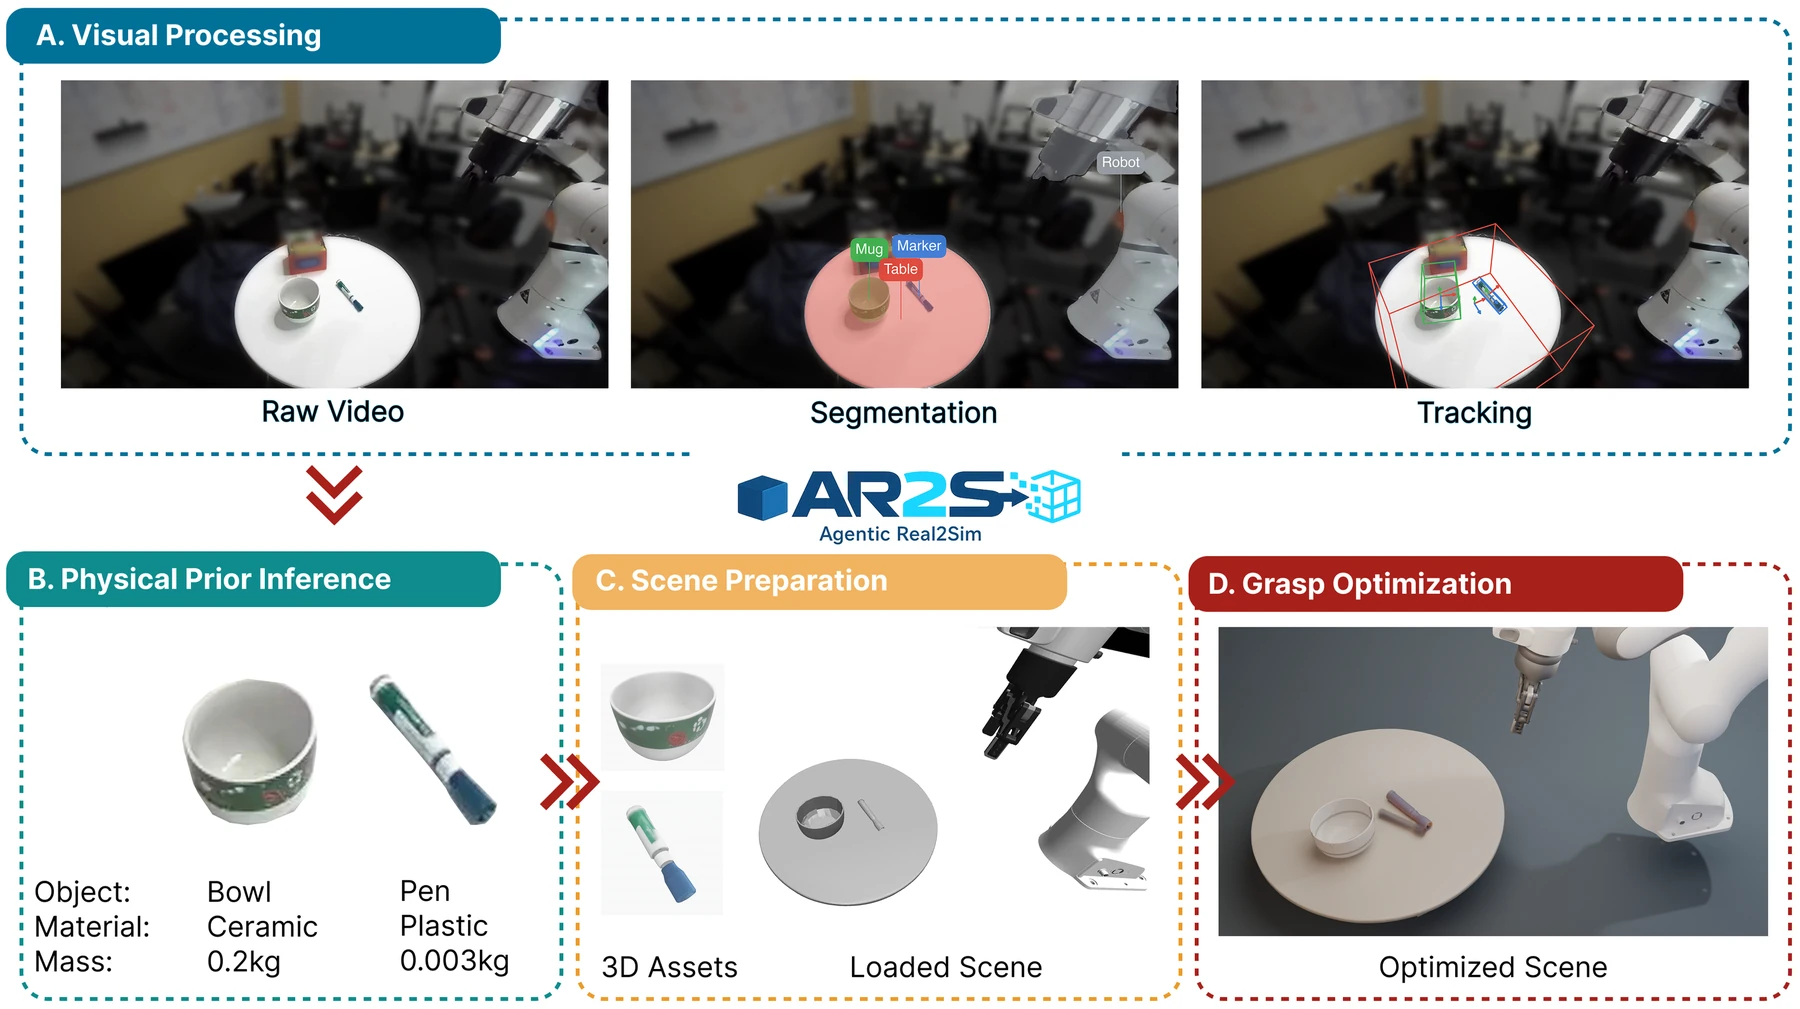 A. Visual Processing
Robot
Mug
Marker
Table
Raw Video
Segmentation
Tracking
AR2S
Agentic Real2Sim
B. Physical Prior Inference
Object: Bowl Pen
Material: Ceramic Plastic
Mass: 0.2kg 0.003kg
C. Scene Preparation
3D Assets
Loaded Scene
D. Grasp Optimization
Optimized Scene